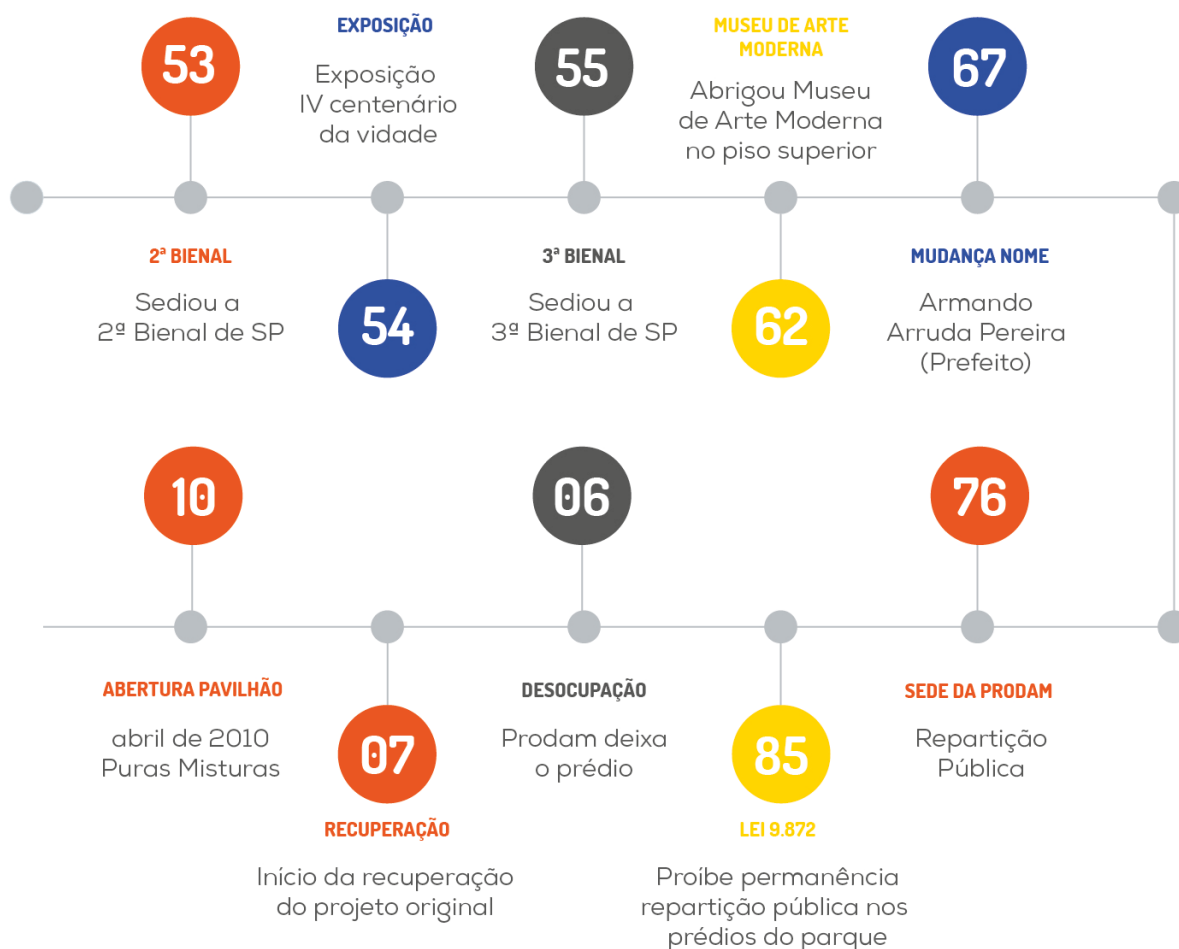 53
2ª BIENAL
Sediou a
2ª Bienal de SP
EXPOSIÇÃO
Exposição
IV centenário
da vidade
54
55
3ª BIENAL
Sediou a
3ª Bienal de SP
MUSEU DE ARTE
MODERNA
Abrigou Museu
de Arte Moderna
no piso superior
62
67
MUDANÇA NOME
Armando
Arruda Pereira
(Prefeito)
76
SEDE DA PRODAM
Repartição
Pública
85
LEI 9.872
Proíbe permanência
repartição pública nos
prédios do parque
06
DESOCUPAÇÃO
Prodam deixa
o prédio
07
RECUPERAÇÃO
Início da recuperação
do projeto original
10
ABERTURA PAVILHÃO
abril de 2010
Puras Misturas